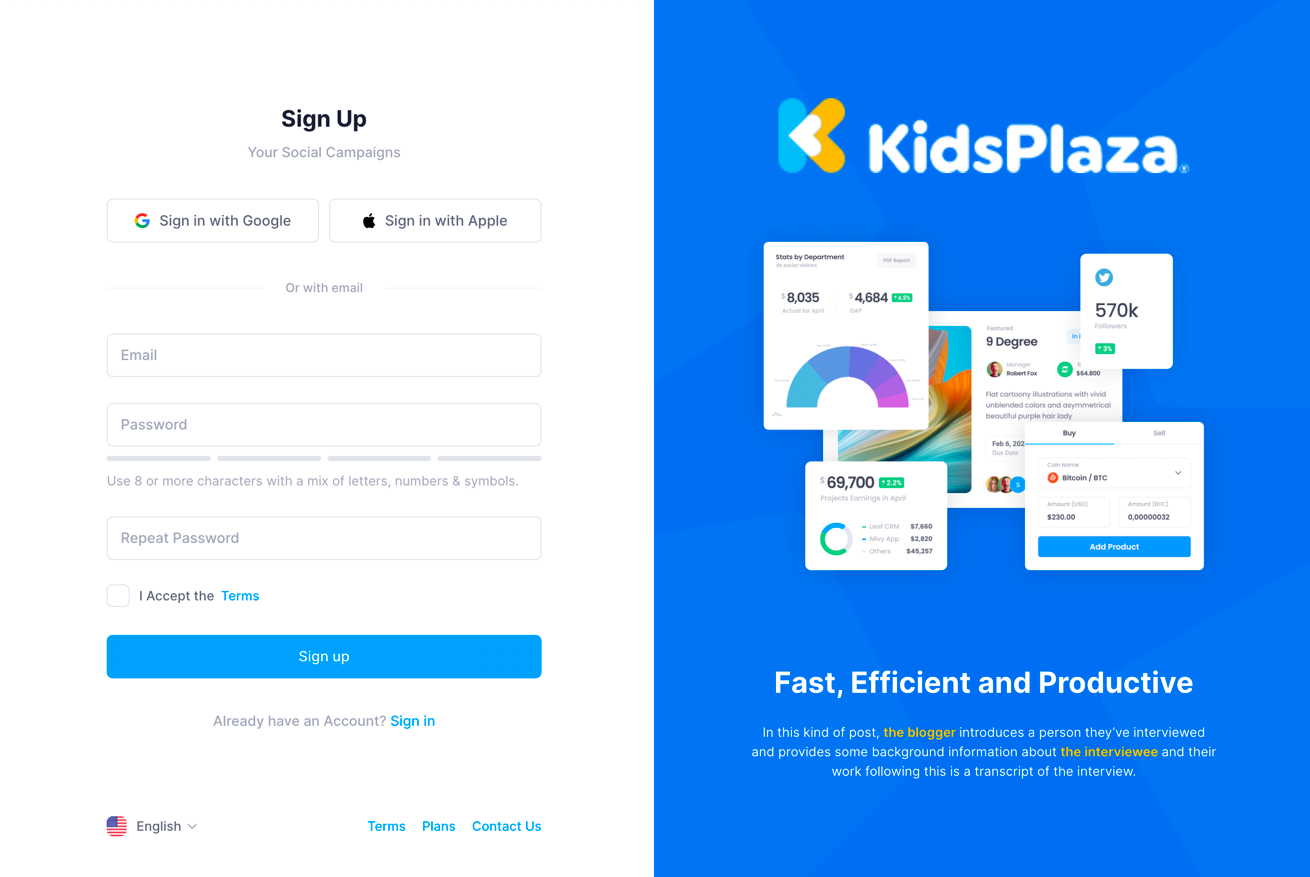 Sign Up
Your Social Campaigns
Sign in with Google
Sign in with Apple
Or with email
Email
Password
Use 8 or more characters with a mix of letters, numbers & symbols.
Repeat Password
I Accept the Terms
Sign up
Already have an Account? Sign in
English
Terms
Plans
Contact Us
KidsPlaza
Stats by Department
8k social visitors
PDF Report
$ 8,035
Actual for April
$ 4,684
4.5%
GAP
570k
Followers
3%
Featured
9 Degree
Manager
Robert Fox
$64.800
Flat cartoony illustrations with vivid
unblended colors and asymmetrical
beautiful purple hair lady
Feb 6, 202
Due Date
S
$ 69,700
2.2%
Projects Earnings in April
Leaf CRM $7,660
Mivy App $2,820
Others $45,257
Buy
Sell
Coin Name
Bitcoin / BTC
Amount (USD)
$230.00
Amount (BTC)
0,00000032
Add Product
Fast, Efficient and Productive
In this kind of post, the blogger introduces a person they’ve interviewed
and provides some background information about the interviewee and their
work following this is a transcript of the interview.